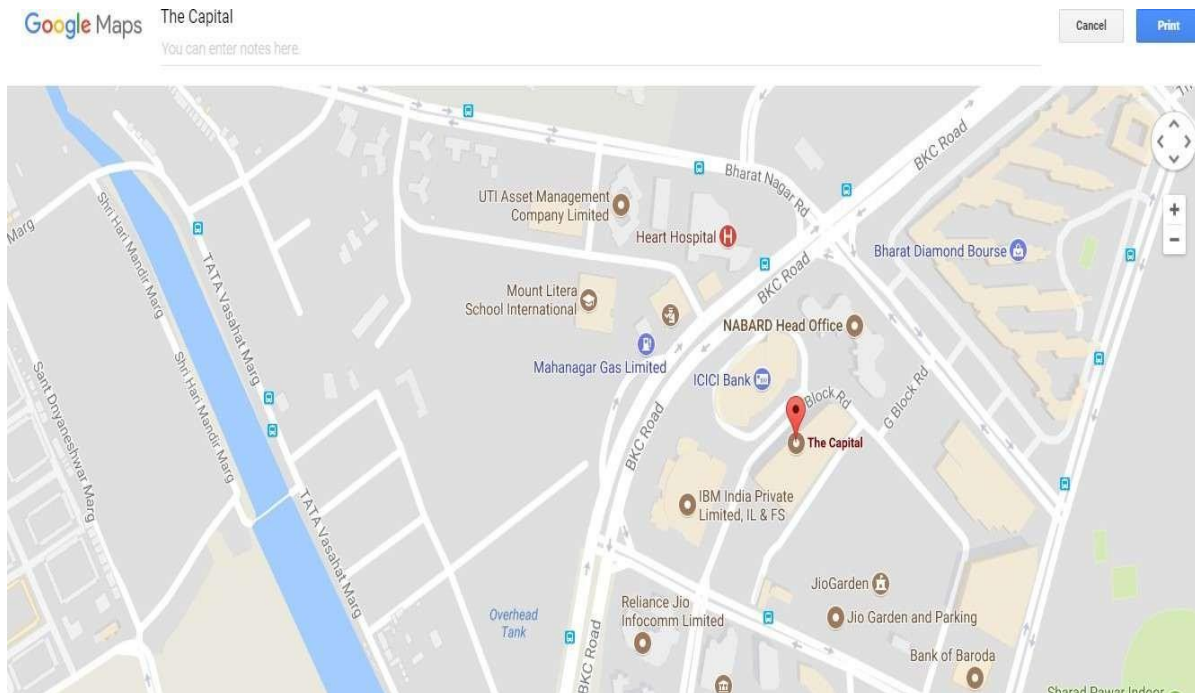 Google Maps
The Capital
You can enter notes here.
Cancel
Print
BKC Road
Bharat Nagar Rd
UTI Asset Management
Company Limited
Heart Hospital
H
Marg
Shri Hari Mandir Marg
TATA Vasahat Marg
Bharat Diamond Bourse
+
−
BKC Road
Mount Litera
School International
NABARD Head Office
Mahanagar Gas Limited
ICICI Bank
Block Rd
G Block Rd
Sant Dnyaneshwar Marg
Shri Hari Mandir Marg
BKC Road
The Capital
IBM India Private
Limited, IL & FS
TATA Vasahat Marg
JioGarden
Overhead
Tank
Reliance Jio
Infocomm Limited
Jio Garden and Parking
BKC Road
Bank of Baroda
Sharad Pawar Indoor